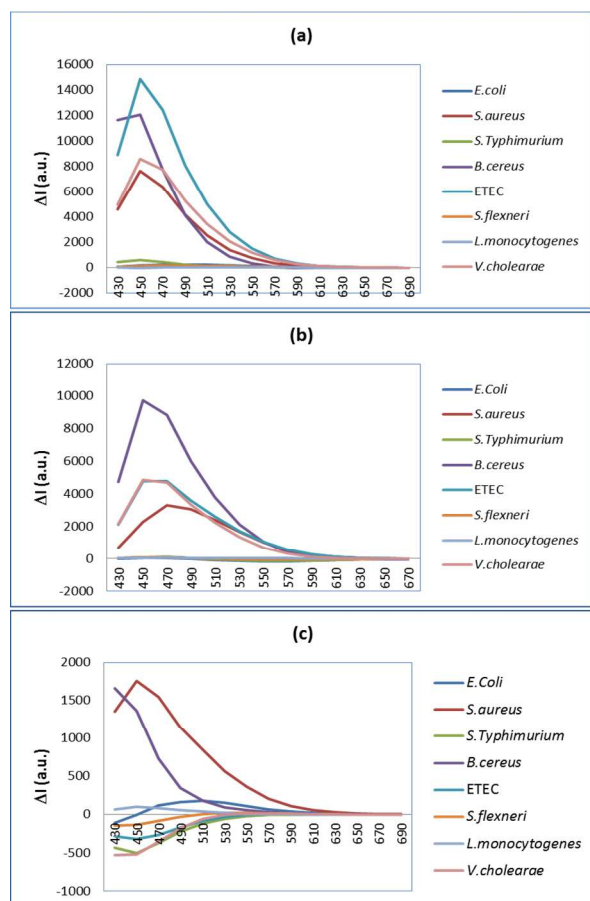 (a)
ΔI (a.u.)
16000
14000
12000
10000
8000
6000
4000
2000
0
-2000
430 450 470 490 510 530 550 570 590 610 630 650 670 690
E.coli
S.aureus
S.Typhimurium
B.cereus
ETEC
S.flexneri
L.monocytogenes
V.cholearae
(b)
ΔI (a.u.)
12000
10000
8000
6000
4000
2000
0
-2000
430 450 470 490 510 530 550 570 590 610 630 650 670
E.Coli
S.aureus
S.Typhimurium
B.cereus
ETEC
S.flexneri
L.monocytogenes
V.cholearae
(c)
ΔI (a.u.)
2000
1500
1000
500
0
-500
-1000
430 450 470 490 510 530 550 570 590 610 630 650 670 690
E.Coli
S.aureus
S.Typhimurium
B.cereus
ETEC
S.flexneri
L.monocytogenes
V.cholearae